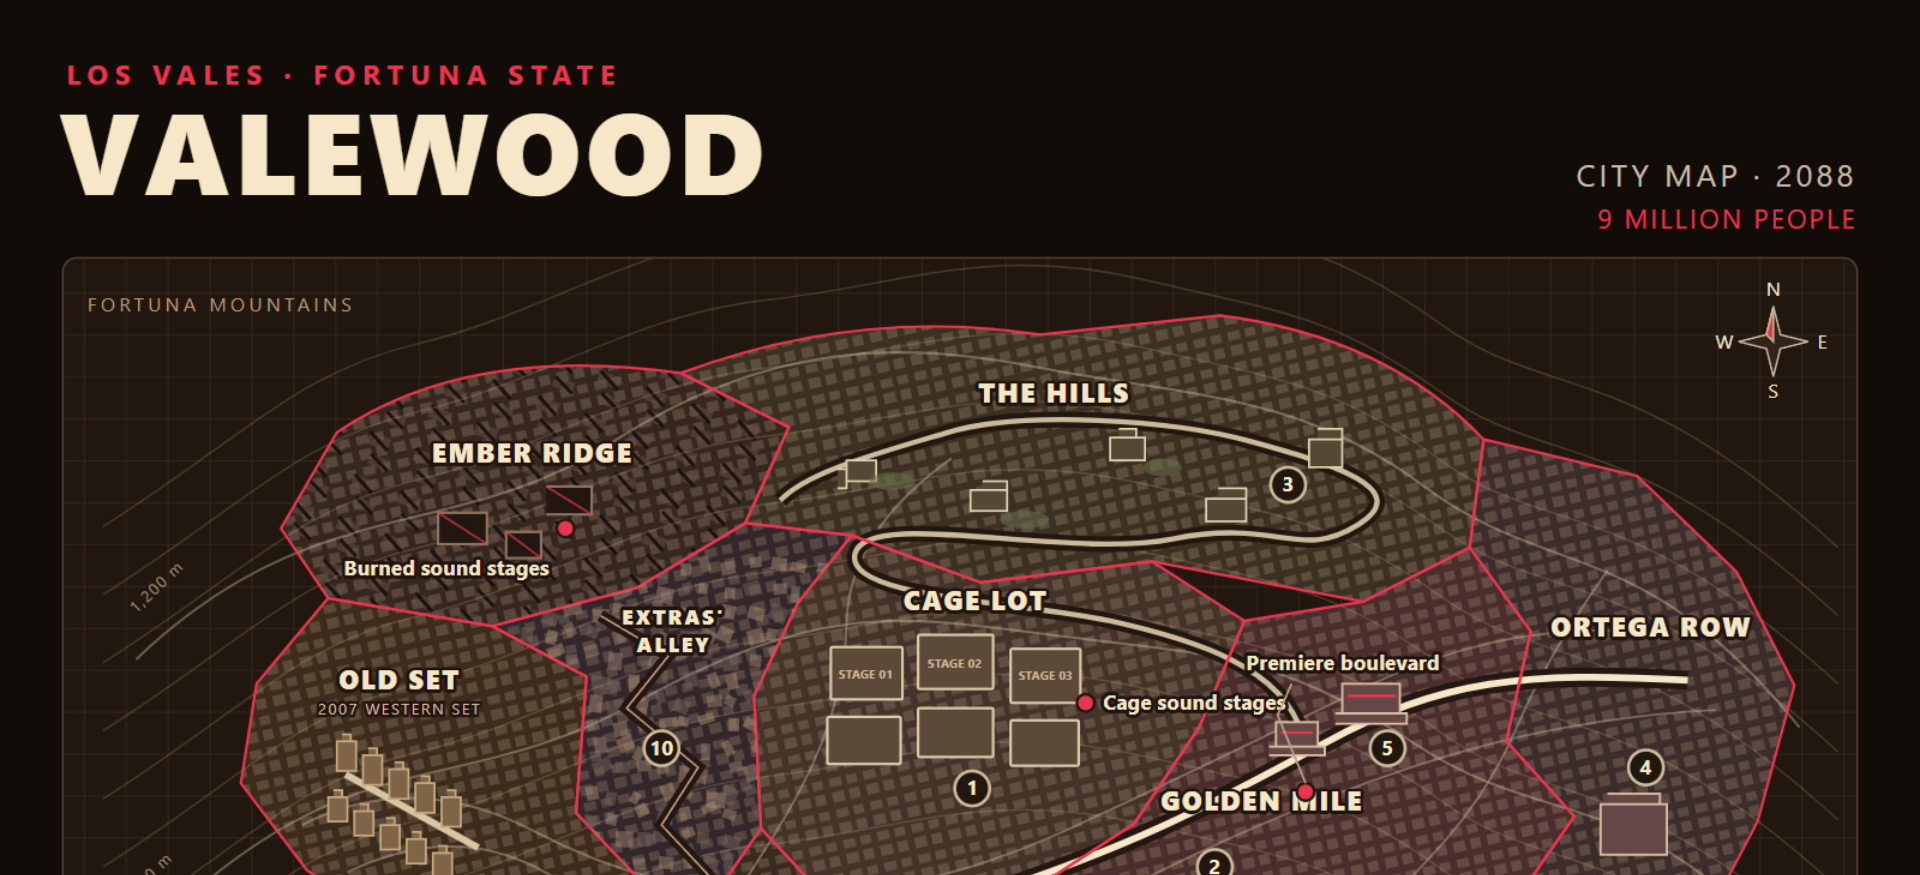 LOS VALES · FORTUNA STATE
VALEWOOD
CITY MAP · 2088
9 MILLION PEOPLE
FORTUNA MOUNTAINS
N
W
E
S
THE HILLS
EMBER RIDGE
3
Burned sound stages
1,200 m
CAGE LOT
EXTRAS'
ALLEY
ORTEGA ROW
STAGE 01
STAGE 02
STAGE 03
Premiere boulevard
OLD SET
2007 WESTERN SET
Cage sound stages
10
5
4
1
GOLDEN MILE
2
0 m